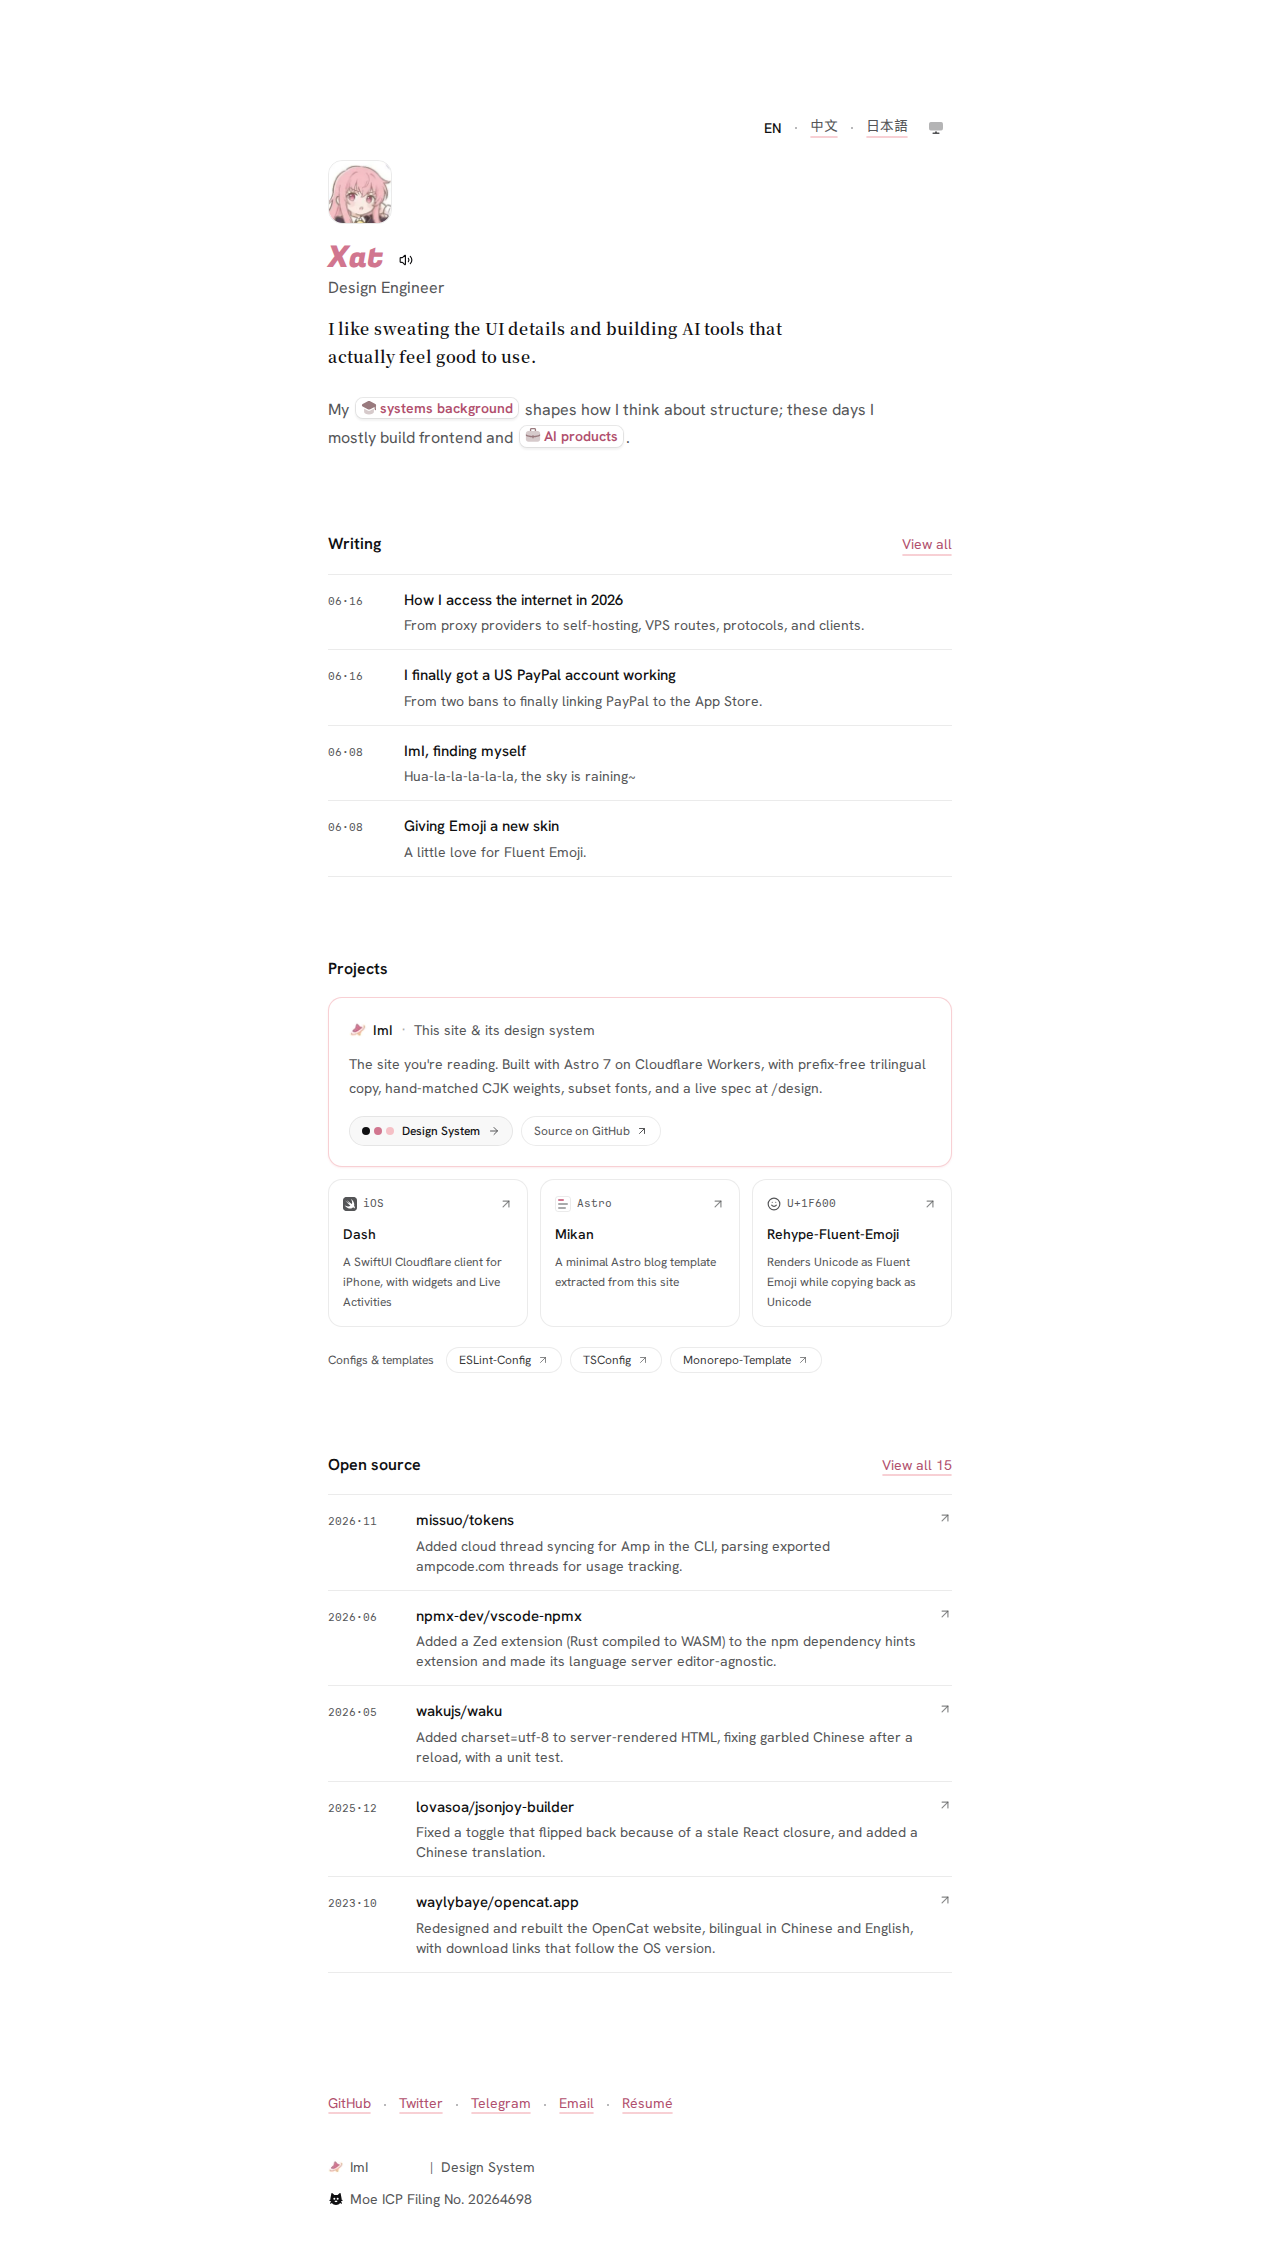 EN · 中文 · 日本語
Xat
Design Engineer
I like sweating the UI details and building AI tools that
actually feel good to use.
My systems background shapes how I think about structure; these days I
mostly build frontend and AI products.
Writing View all
06·16 How I access the internet in 2026
From proxy providers to self-hosting, VPS routes, protocols, and clients.
06·16 I finally got a US PayPal account working
From two bans to finally linking PayPal to the App Store.
06·08 ImI, finding myself
Hua-la-la-la-la-la, the sky is raining~
06·08 Giving Emoji a new skin
A little love for Fluent Emoji.
Projects
ImI · This site & its design system
The site you're reading. Built with Astro 7 on Cloudflare Workers, with prefix-free trilingual
copy, hand-matched CJK weights, subset fonts, and a live spec at /design.
Design System → Source on GitHub ↗
iOS ↗
Dash
A SwiftUI Cloudflare client for
iPhone, with widgets and Live
Activities
Astro ↗
Mikan
A minimal Astro blog template
extracted from this site
U+1F600 ↗
Rehype-Fluent-Emoji
Renders Unicode as Fluent
Emoji while copying back as
Unicode
Configs & templates ESLint-Config ↗ TSConfig ↗ Monorepo-Template ↗
Open source View all 15
2026·11 missuo/tokens ↗
Added cloud thread syncing for Amp in the CLI, parsing exported
ampcode.com threads for usage tracking.
2026·06 npmx-dev/vscode-npmx ↗
Added a Zed extension (Rust compiled to WASM) to the npm dependency hints
extension and made its language server editor-agnostic.
2026·05 wakujs/waku ↗
Added charset=utf-8 to server-rendered HTML, fixing garbled Chinese after a
reload, with a unit test.
2025·12 lovasoa/jsonjoy-builder ↗
Fixed a toggle that flipped back because of a stale React closure, and added a
Chinese translation.
2023·10 waylybaye/opencat.app ↗
Redesigned and rebuilt the OpenCat website, bilingual in Chinese and English,
with download links that follow the OS version.
GitHub · Twitter · Telegram · Email · Résumé
ImI | Design System
Moe ICP Filing No. 20264698